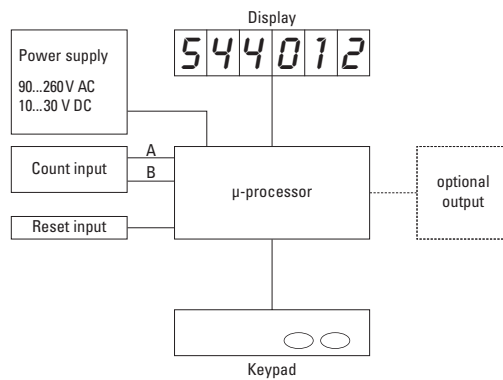 Display
544012
Power supply
90...260 V AC
10...30 V DC
A
Count input
B
μ-processor
optional
output
Reset input
Keypad